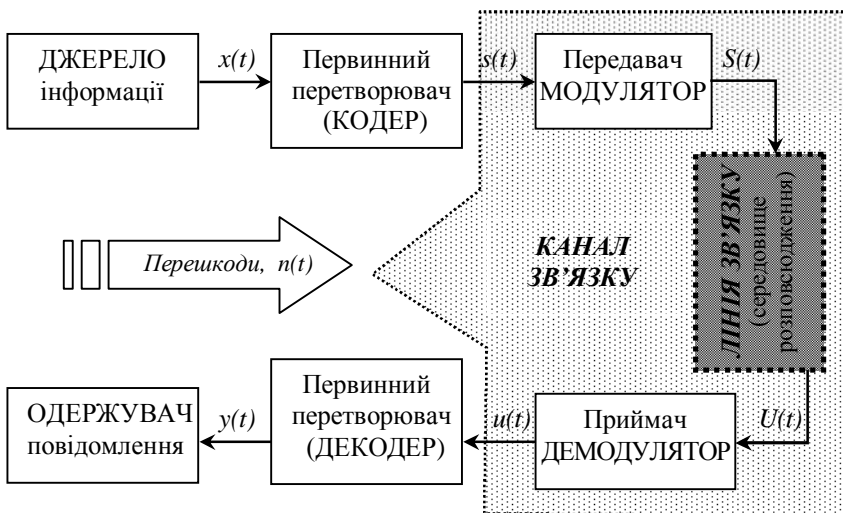 ДЖЕРЕЛО
інформації
x(t)
Первинний
перетворювач
(КОДЕР)
s(t)
Передавач
МОДУЛЯТОР
S(t)
ЛІНІЯ ЗВ’ЯЗКУ
(середовище
розповсюдження)
Перешкоди, n(t)
КАНАЛ
ЗВ’ЯЗКУ
ОДЕРЖУВАЧ
повідомлення
y(t)
Первинний
перетворювач
(ДЕКОДЕР)
u(t)
Приймач
ДЕМОДУЛЯТОР
U(t)